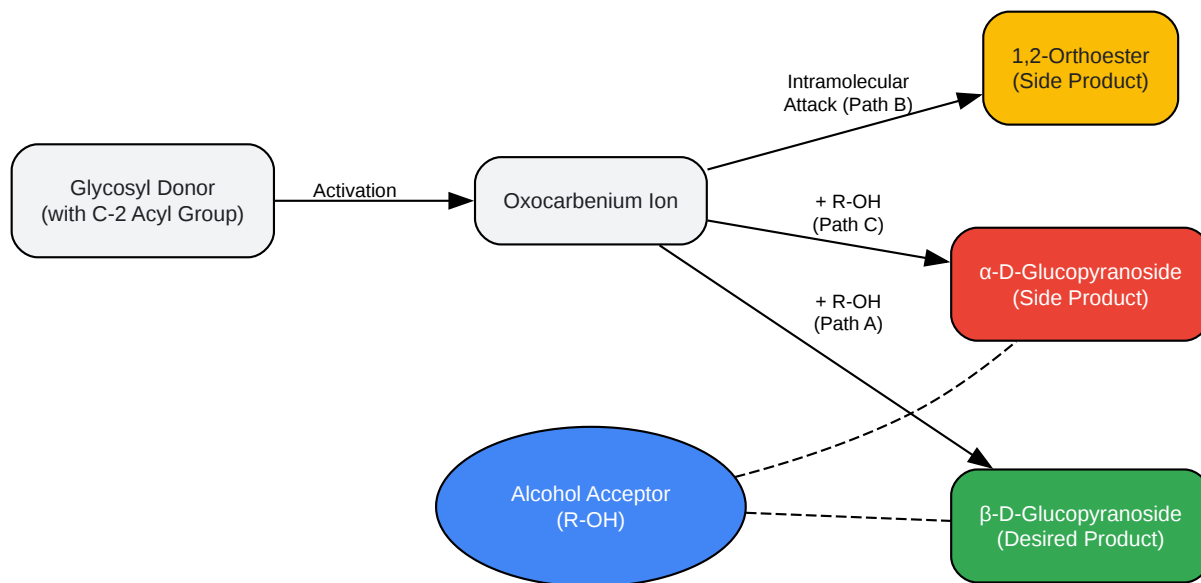 Glycosyl Donor
(with C-2 Acyl Group)
Activation
Oxocarbenium Ion
Intramolecular
Attack (Path B)
1,2-Orthoester
(Side Product)
+ R-OH
(Path C)
α-D-Glucopyranoside
(Side Product)
+ R-OH
(Path A)
Alcohol Acceptor
(R-OH)
β-D-Glucopyranoside
(Desired Product)